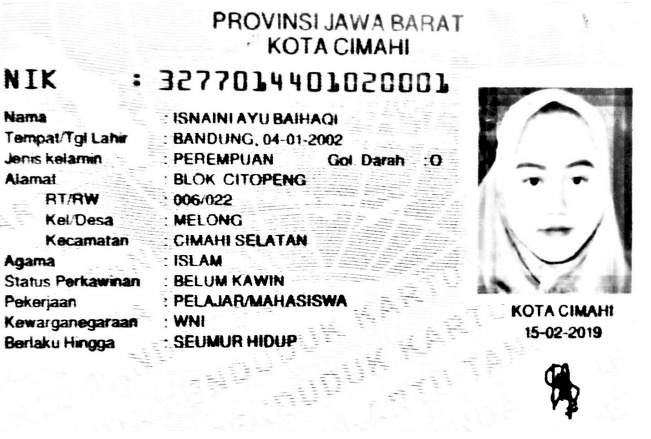 PROVINSI JAWA BARAT
KOTA CIMAHI
NIK : 3277014401020001
Nama : ISNAINI AYU BAIHAQI
Tempat/Tgl Lahir : BANDUNG, 04-01-2002
Jenis kelamin : PEREMPUAN Gol. Darah : O
Alamat : BLOK CITOPENG
RT/RW : 006/022
Kel/Desa : MELONG
Kecamatan : CIMAHI SELATAN
Agama : ISLAM
Status Perkawinan : BELUM KAWIN
Pekerjaan : PELAJAR/MAHASISWA
Kewarganegaraan : WNI
Berlaku Hingga : SEUMUR HIDUP
KOTA CIMAHI
15-02-2019